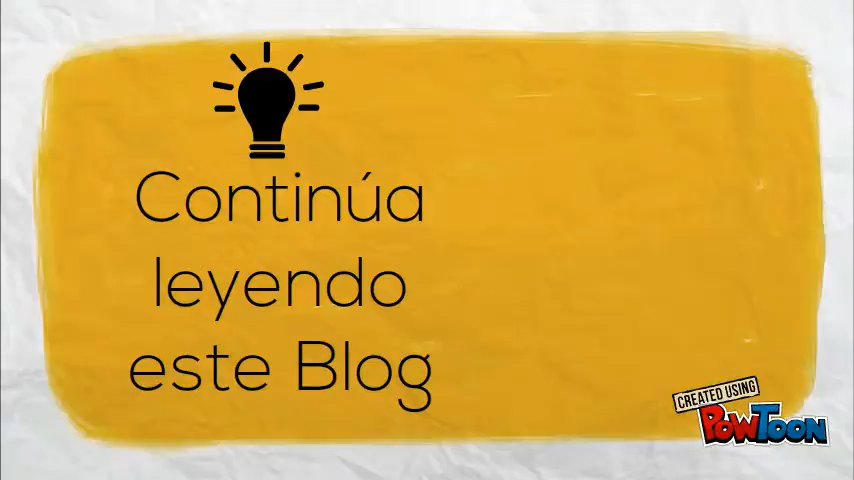 Continúa
leyendo
este Blog
CREATED USING
POWTOON